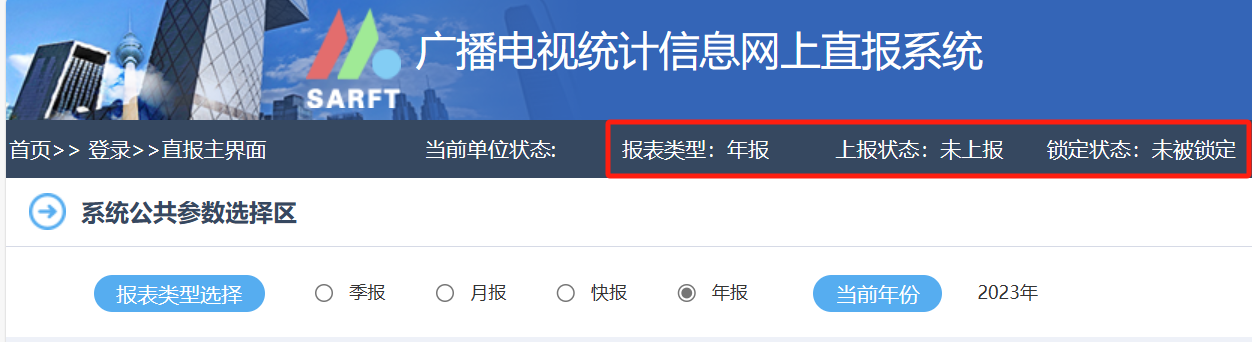 SARFT
广播电视统计信息网上直报系统
首页>> 登录>>直报主界面 当前单位状态: 报表类型：年报 上报状态：未上报 锁定状态：未被锁定
系统公共参数选择区
报表类型选择 季报 月报 快报 年报 当前年份 2023年